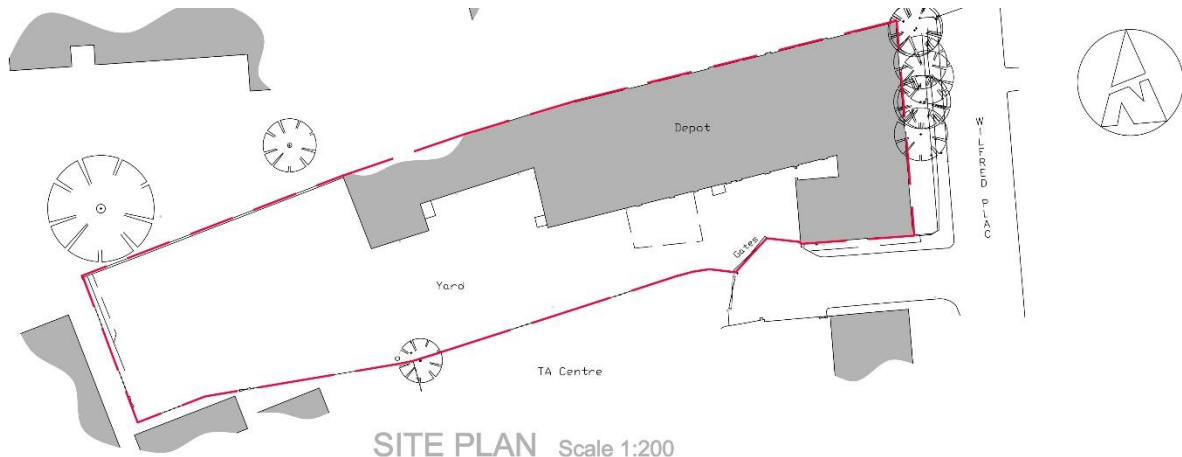 Depot
WILFRED PLAC
Gates
Yard
TA Centre
SITE PLAN Scale 1:200
N